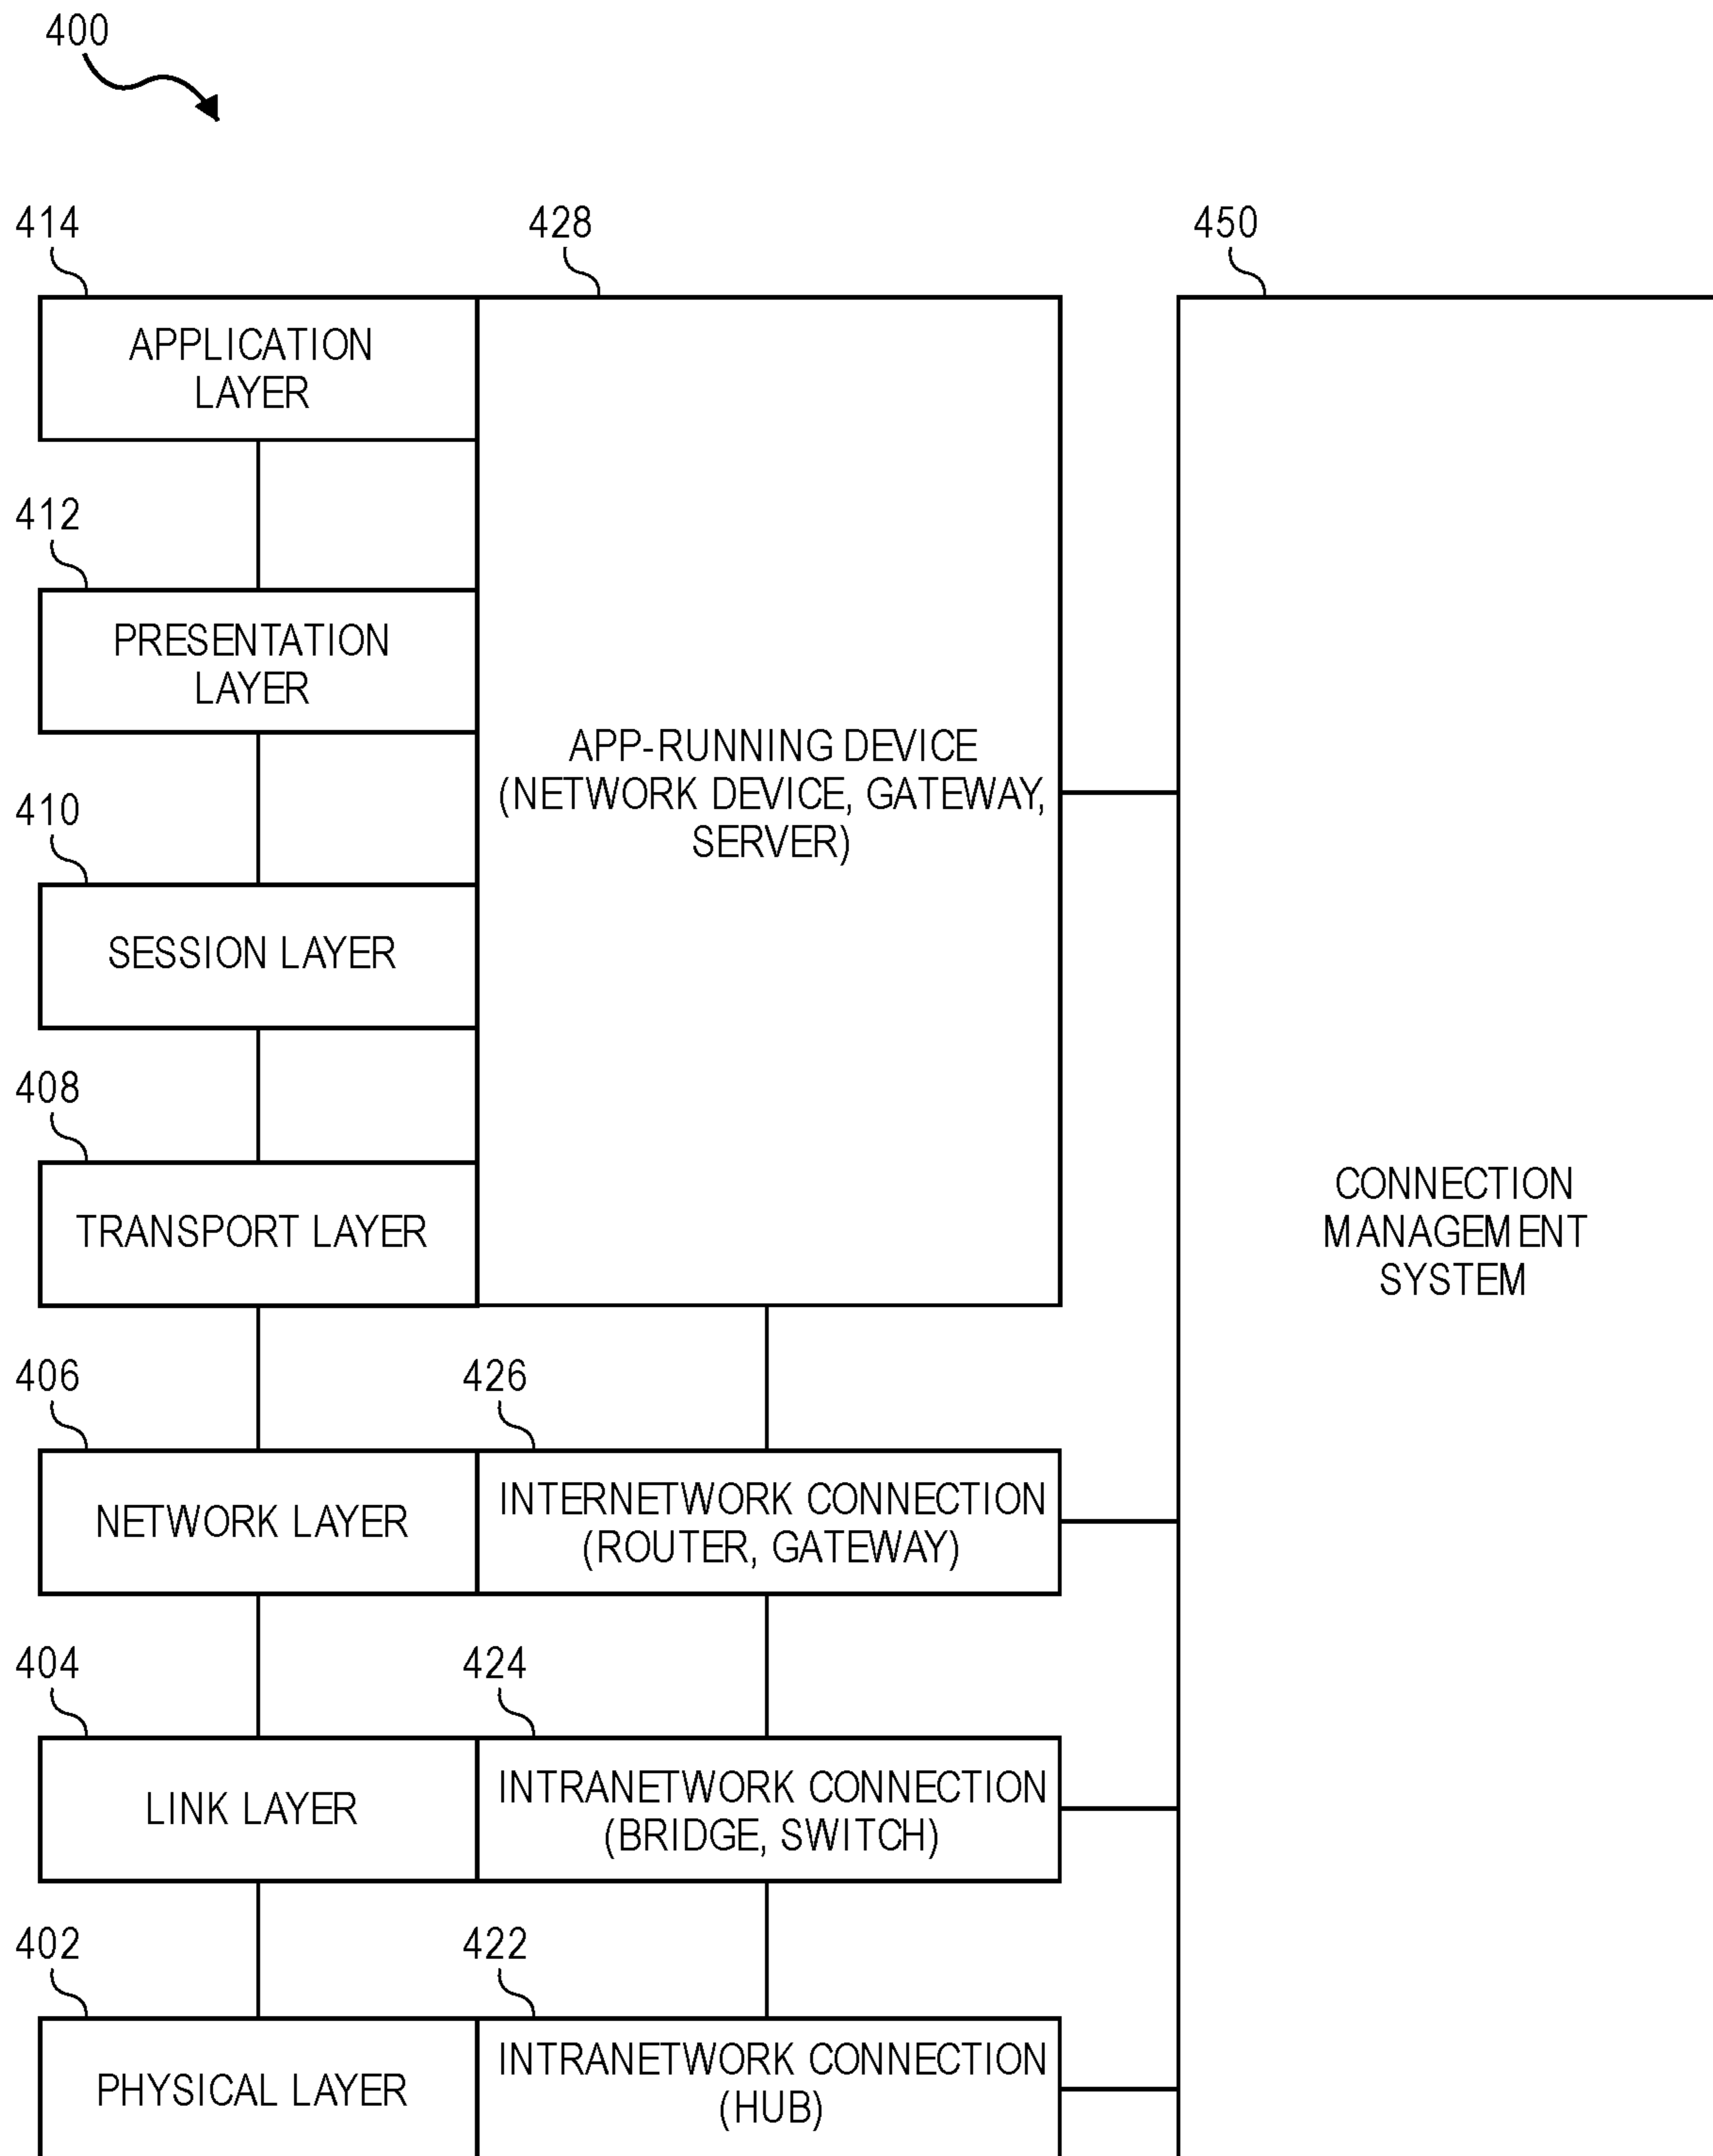 400
414
428
450
APPLICATION
LAYER
412
PRESENTATION
LAYER
APP-RUNNING DEVICE
(NETWORK DEVICE, GATEWAY,
SERVER)
410
SESSION LAYER
408
TRANSPORT LAYER
CONNECTION
MANAGEMENT
SYSTEM
406
426
NETWORK LAYER
INTERNETWORK CONNECTION
(ROUTER, GATEWAY)
404
424
LINK LAYER
INTRANETWORK CONNECTION
(BRIDGE, SWITCH)
402
422
PHYSICAL LAYER
INTRANETWORK CONNECTION
(HUB)